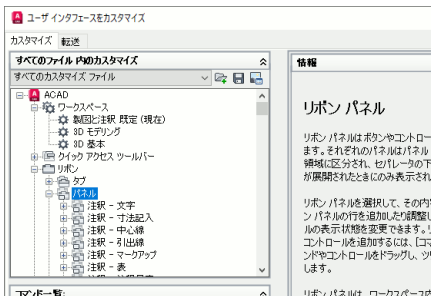 ユーザ インタフェースをカスタマイズ
カスタマイズ 転送
すべてのファイル 内のカスタマイズ
すべてのカスタマイズ ファイル
ACAD
ワークスペース
製図と注釈 既定 (現在)
3D モデリング
3D 基本
クイック アクセス ツールバー
リボン
タブ
パネル
注釈 - 文字
注釈 - 寸法記入
注釈 - 中心線
注釈 - 引出線
注釈 - マークアップ
注釈 - 表
コマンド一覧:
情報
リボン パネル
リボン パネルはボタンやコントロー
ます。それぞれのパネルはパネル
領域に区分され、セパレータの下
が展開されたときにのみ表示され
リボン パネルを選択して、その内
ン パネルの行を追加したり調整し
ルの表示状態を変更できます。リ
コントロールを追加するには、[コマ
ンドやコントロールをドラッグし、ツ
します。
リボン パネルは、ワークスペース内